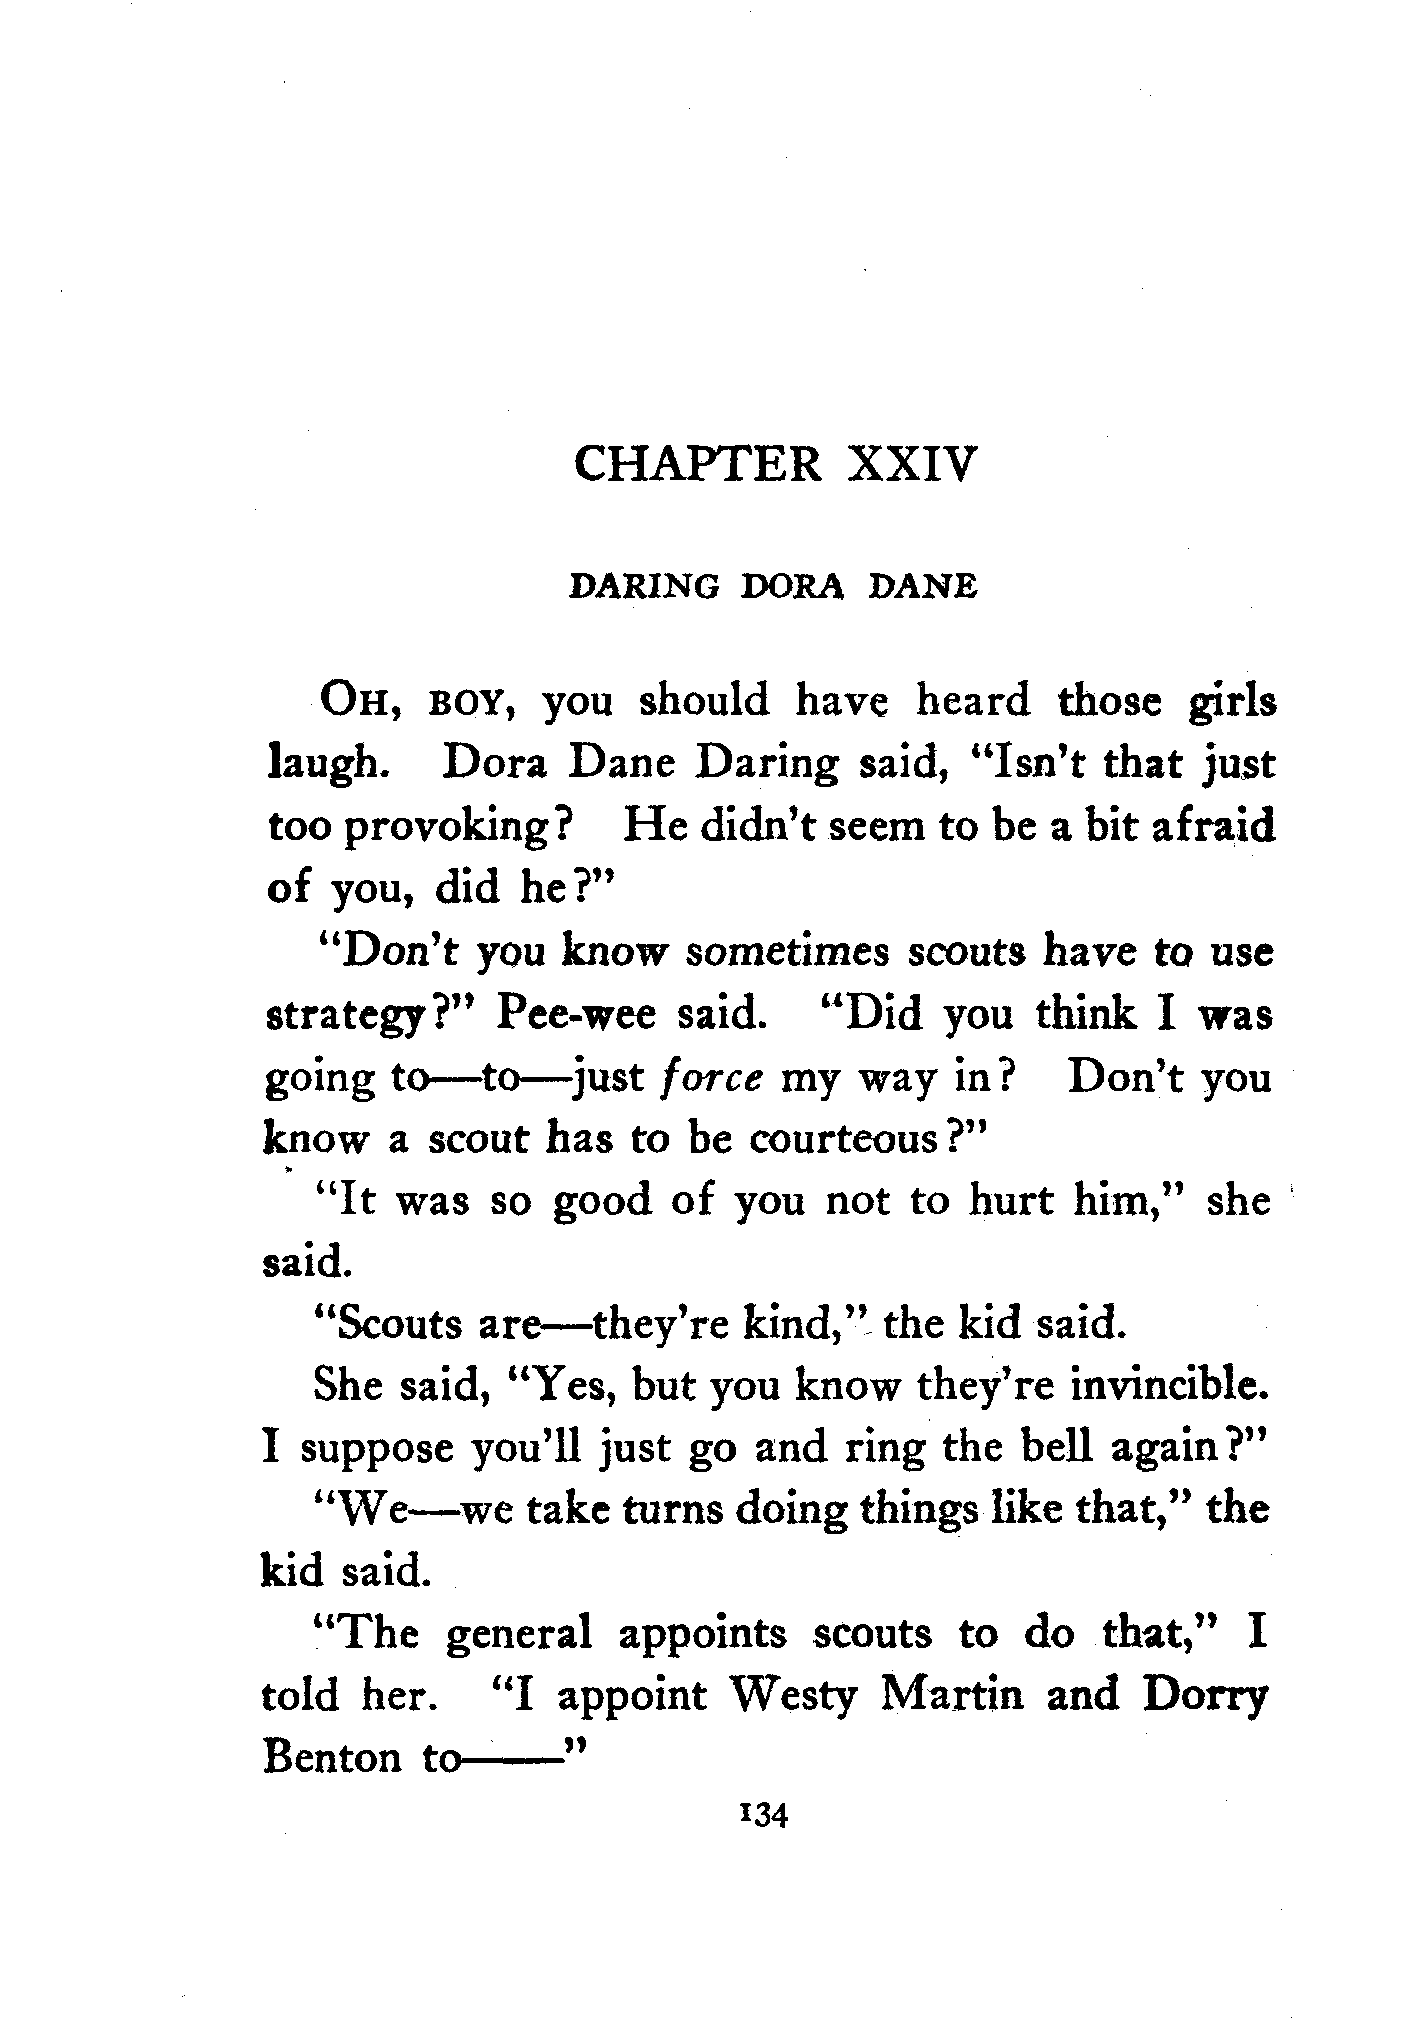 CHAPTER XXIV
DARING DORA DANE
OH, BOY, you should have heard those girls
laugh. Dora Dane Daring said, "Isn't that just
too provoking? He didn't seem to be a bit afraid
of you, did he?"
"Don't you know sometimes scouts have to use
strategy?" Pee-wee said. "Did you think I was
going to—to—just force my way in? Don't you
know a scout has to be courteous?"
"It was so good of you not to hurt him," she
said.
"Scouts are—they're kind," the kid said.
She said, "Yes, but you know they're invincible.
I suppose you'll just go and ring the bell again?"
"We—we take turns doing things like that," the
kid said.
"The general appoints scouts to do that," I
told her. "I appoint Westy Martin and Dorry
Benton to——"
134